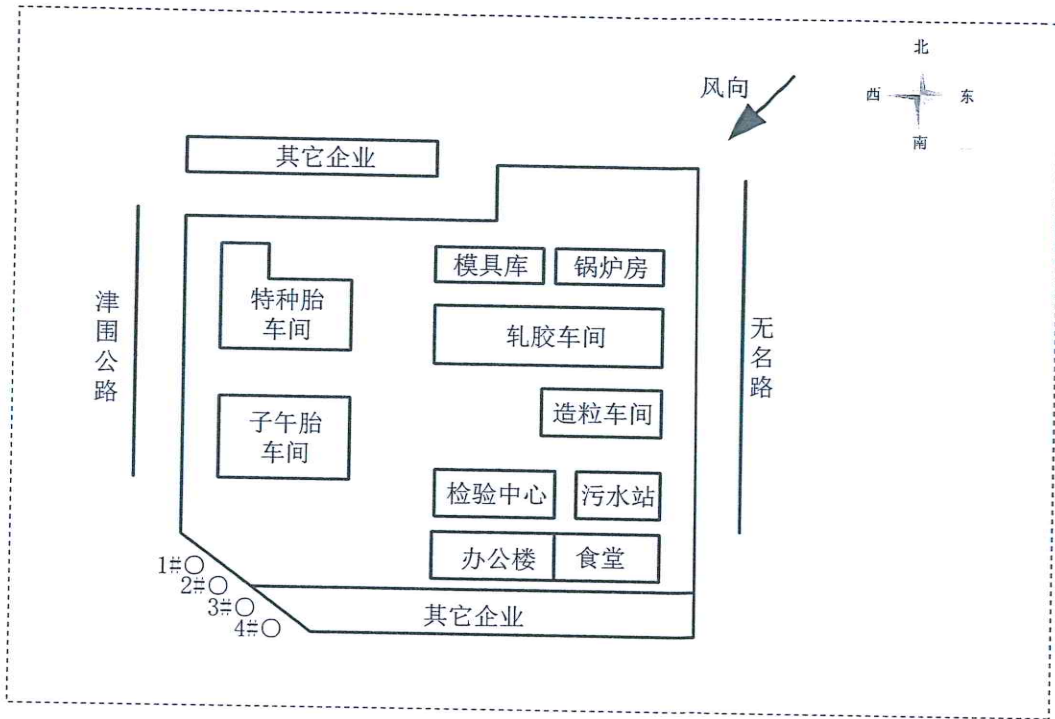 北
风向
西
东
南
其它企业
模具库
锅炉房
特种胎
车间
津围公路
轧胶车间
无名路
造粒车间
子午胎
车间
检验中心
污水站
办公楼
食堂
1#
2#
3#
4#
其它企业